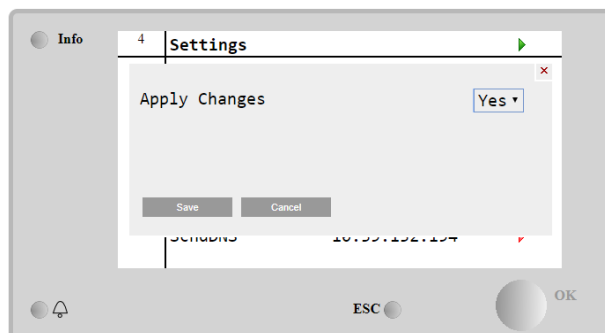 Info
4 Settings
Apply Changes Yes
Save Cancel
ESC
OK